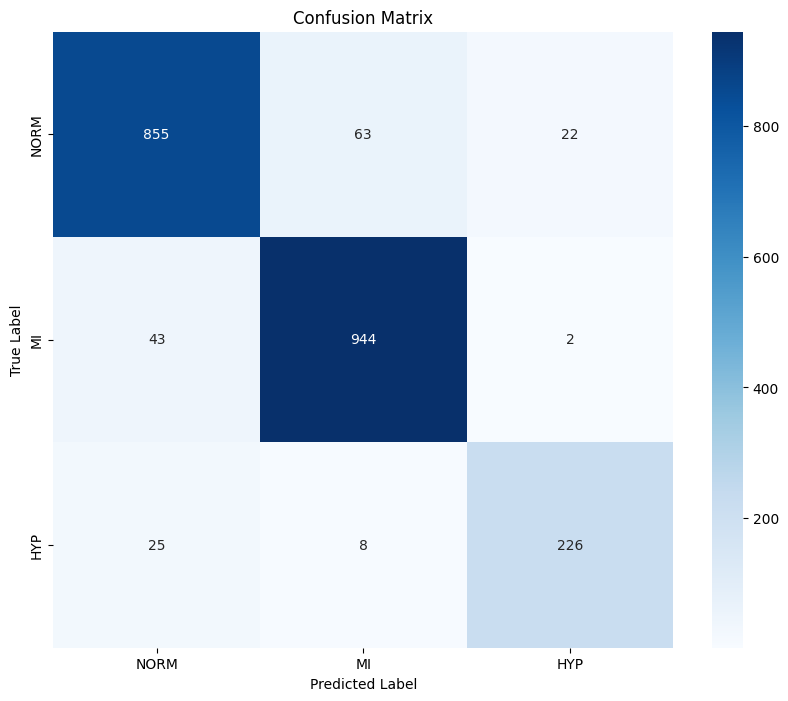 Confusion Matrix
True Label
NORM
855
63
22
MI
43
944
2
HYP
25
8
226
NORM
MI
HYP
Predicted Label
800
600
400
200